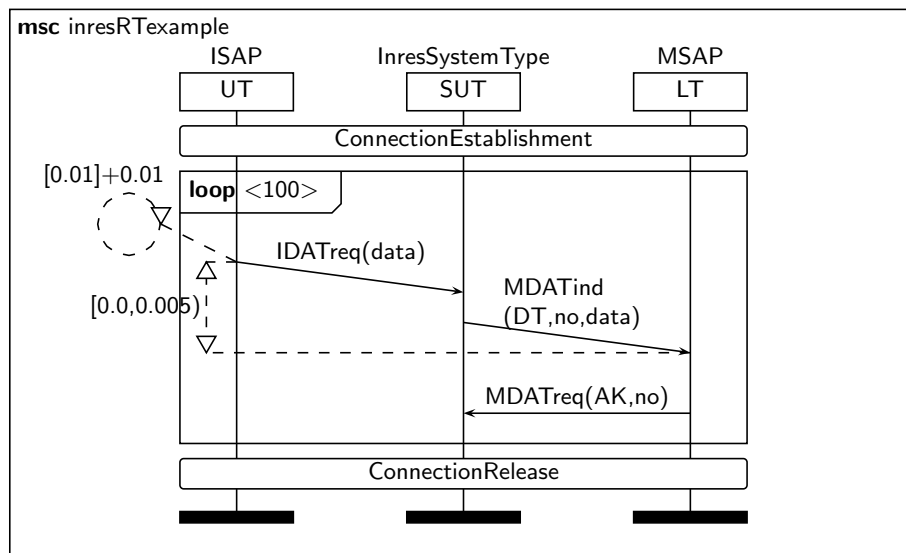 msc inresRTexample
ISAP InresSystemType MSAP
UT SUT LT
ConnectionEstablishment
[0.01]+0.01
loop <100>
IDATreq(data)
MDATind
[0.0,0.005)
(DT,no,data)
MDATreq(AK,no)
ConnectionRelease